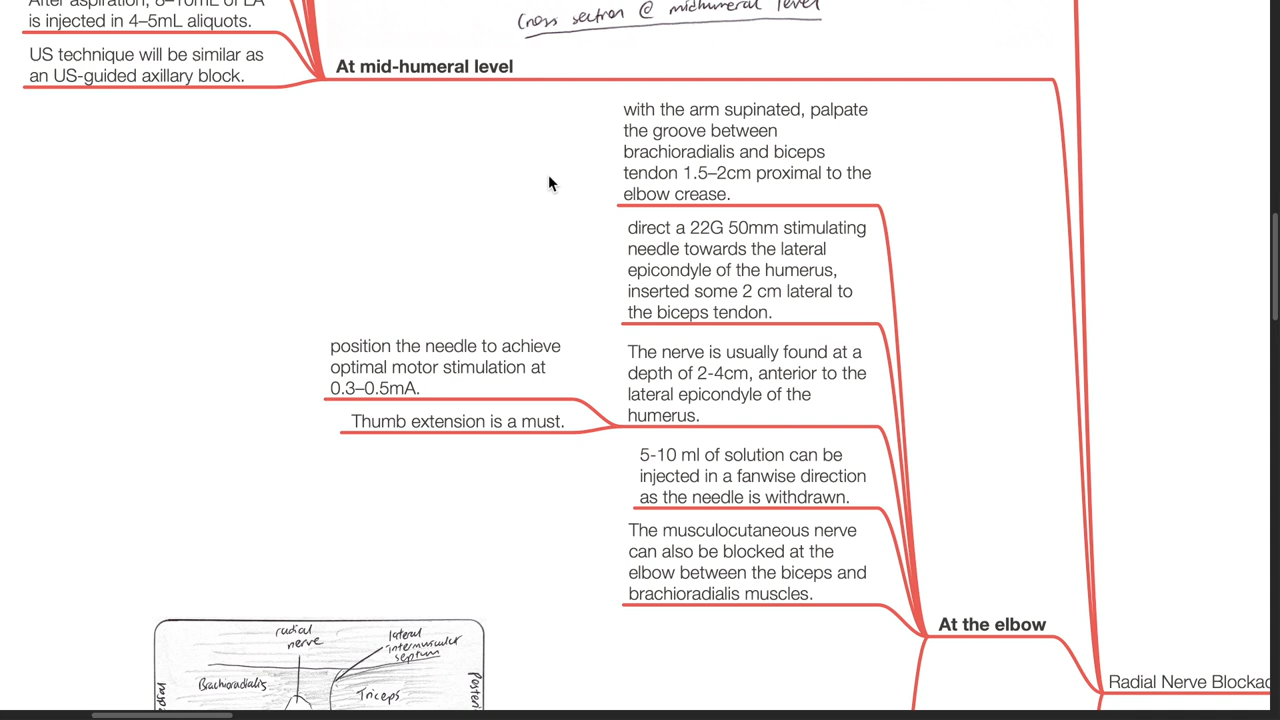 After aspiration, 8–10mL of LA
is injected in 4–5mL aliquots.
US technique will be similar as
an US-guided axillary block.
Cross section @ midhumeral level
At mid-humeral level
with the arm supinated, palpate
the groove between
brachioradialis and biceps
tendon 1.5–2cm proximal to the
elbow crease.
direct a 22G 50mm stimulating
needle towards the lateral
epicondyle of the humerus,
inserted some 2 cm lateral to
the biceps tendon.
position the needle to achieve
optimal motor stimulation at
0.3–0.5mA.
Thumb extension is a must.
The nerve is usually found at a
depth of 2-4cm, anterior to the
lateral epicondyle of the
humerus.
5-10 ml of solution can be
injected in a fanwise direction
as the needle is withdrawn.
The musculocutaneous nerve
can also be blocked at the
elbow between the biceps and
brachioradialis muscles.
At the elbow
Radial Nerve Blockad
radial
nerve
lateral
intermuscular
septum
Brachioradialis
Triceps
Posteri